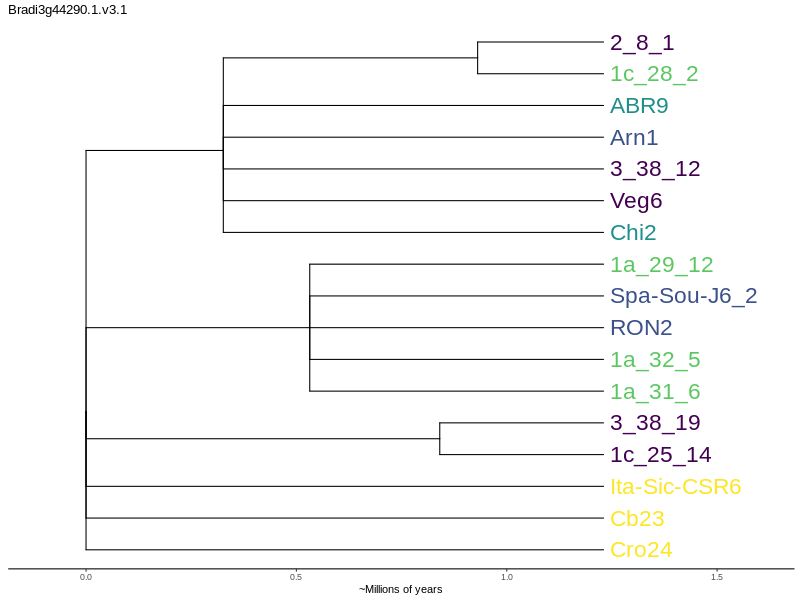 Bradi3g44290.1.v3.1
2_8_1
1c_28_2
ABR9
Arn1
3_38_12
Veg6
Chi2
1a_29_12
Spa-Sou-J6_2
RON2
1a_32_5
1a_31_6
3_38_19
1c_25_14
Ita-Sic-CSR6
Cb23
Cro24
0.0 0.5 1.0 1.5
~Millions of years